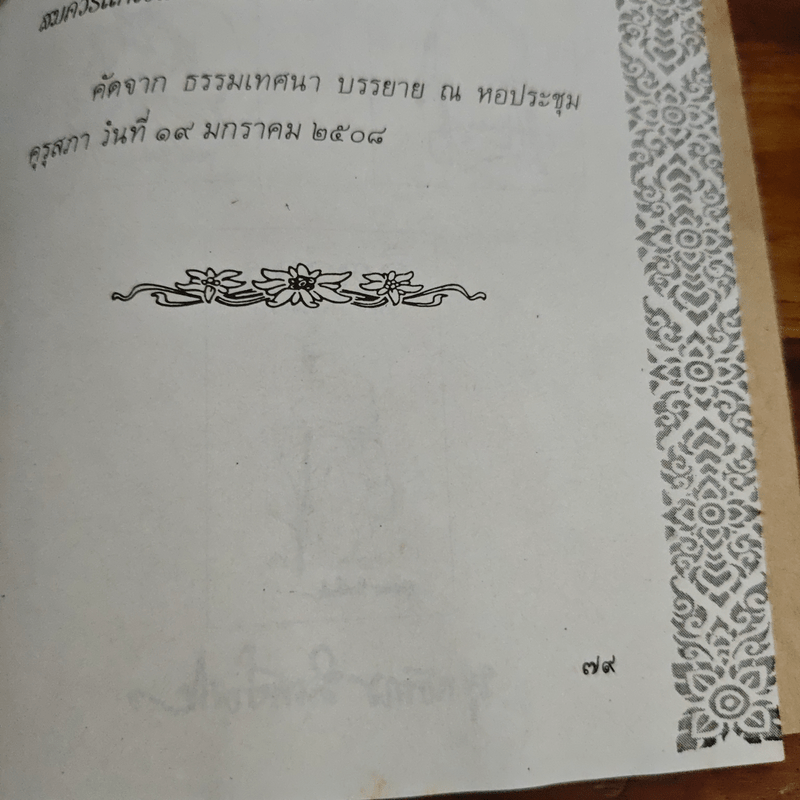 คัดจาก ธรรมเทศนา บรรยาย ณ หอประชุม
คุรุสภา วันที่ ๑๙ มกราคม ๒๕๐๘
๗๙